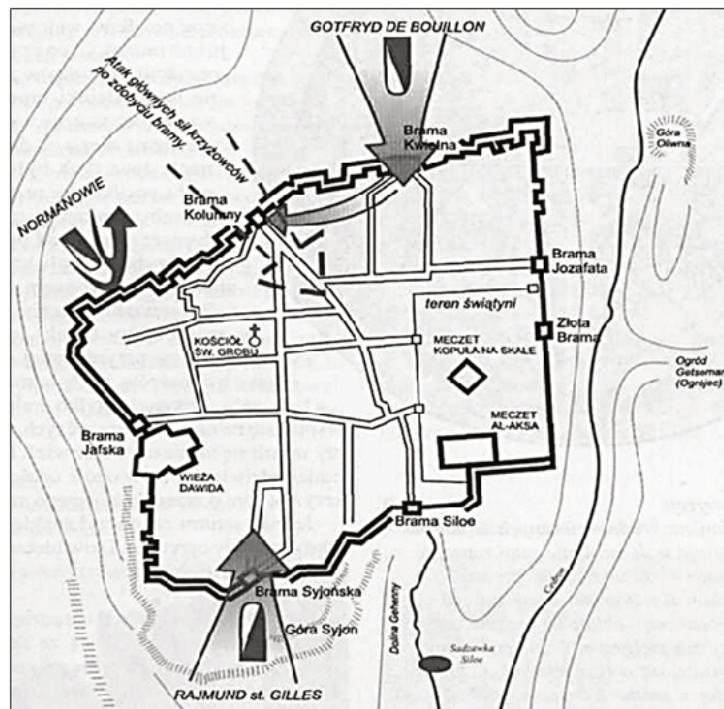 GOTFRYD DE BOUILLON
Atak głównych sił krzyżowców
po zdobyciu bramy.
Brama
Kwietna
Góra
Oliwna
Brama
Kolumny
NORMANOWIE
Brama
Jozafata
teren świątyni
Złota
Brama
KOŚCIÓŁ
ŚW. GROBU
MECZET
KOPUŁA NA SKALE
Ogród
Getsemani
(Ogrójec)
MECZET
AL-AKSA
Brama
Jafska
WIEŻA
DAWIDA
Brama Siloe
Brama Syjońska
Góra Syjon
Dolina Gehenny
Cedron
Sadzawka
Siloe
RAJMUND st. GILLES